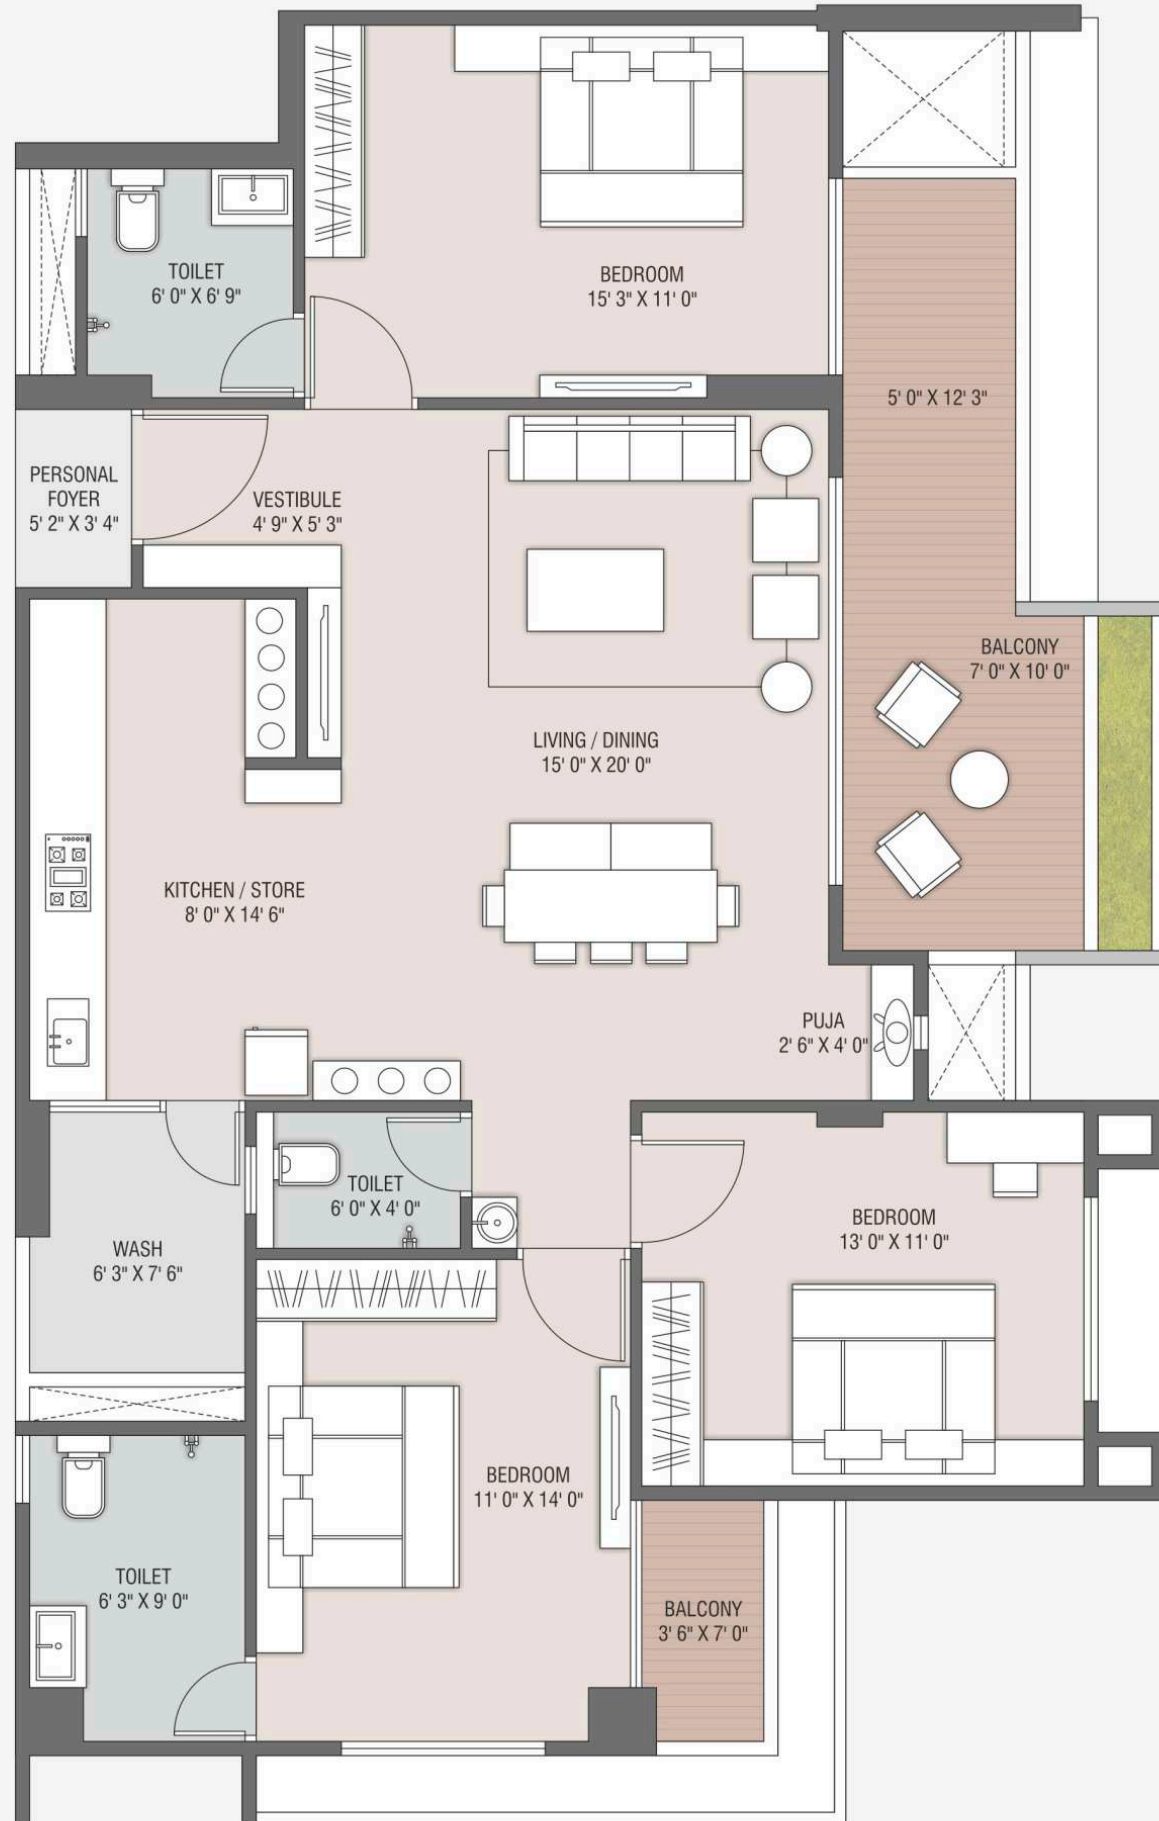 TOILET
6' 0" X 6' 9"
BEDROOM
15' 3" X 11' 0"
5' 0" X 12' 3"
PERSONAL
FOYER
5' 2" X 3' 4"
VESTIBULE
4' 9" X 5' 3"
BALCONY
7' 0" X 10' 0"
LIVING / DINING
15' 0" X 20' 0"
KITCHEN / STORE
8' 0" X 14' 6"
PUJA
2' 6" X 4' 0"
TOILET
6' 0" X 4' 0"
BEDROOM
13' 0" X 11' 0"
WASH
6' 3" X 7' 6"
BEDROOM
11' 0" X 14' 0"
TOILET
6' 3" X 9' 0"
BALCONY
3' 6" X 7' 0"